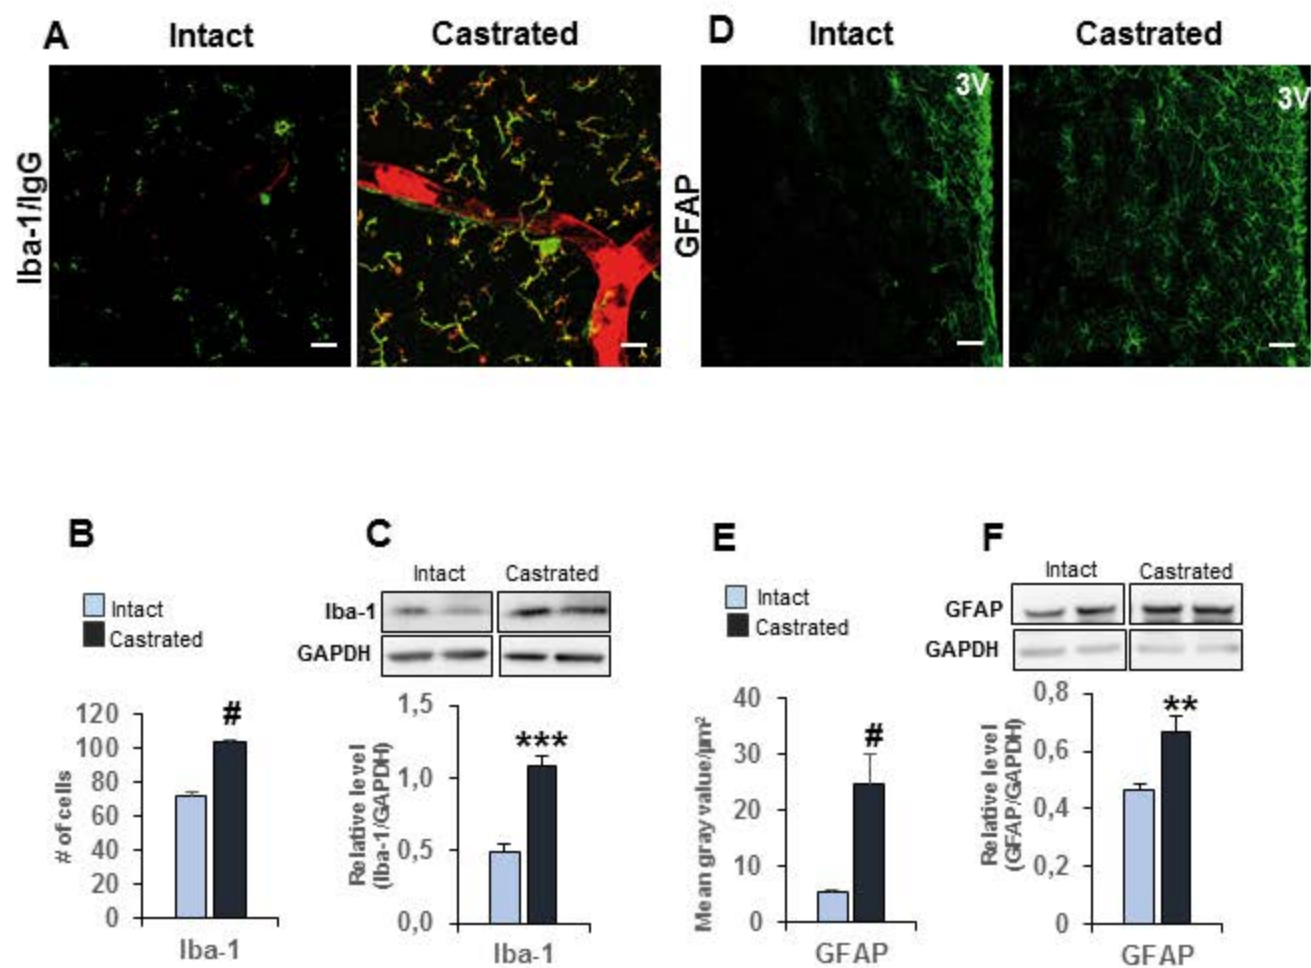 A
Intact
Castrated
D
Intact
Castrated
Iba-1/IgG
GFAP
3V
3V
B
Intact
Castrated
# of cells
120
100
80
60
40
20
0
#
Iba-1
C
Intact
Castrated
Iba-1
GAPDH
Relative level
(Iba-1/GAPDH)
1,5
1,0
0,5
0,0
***
Iba-1
E
Intact
Castrated
Mean gray value/µm²
40
30
20
10
0
#
GFAP
F
Intact
Castrated
GFAP
GAPDH
Relative level
(GFAP/GAPDH)
0,8
0,6
0,4
0,2
0
**
GFAP